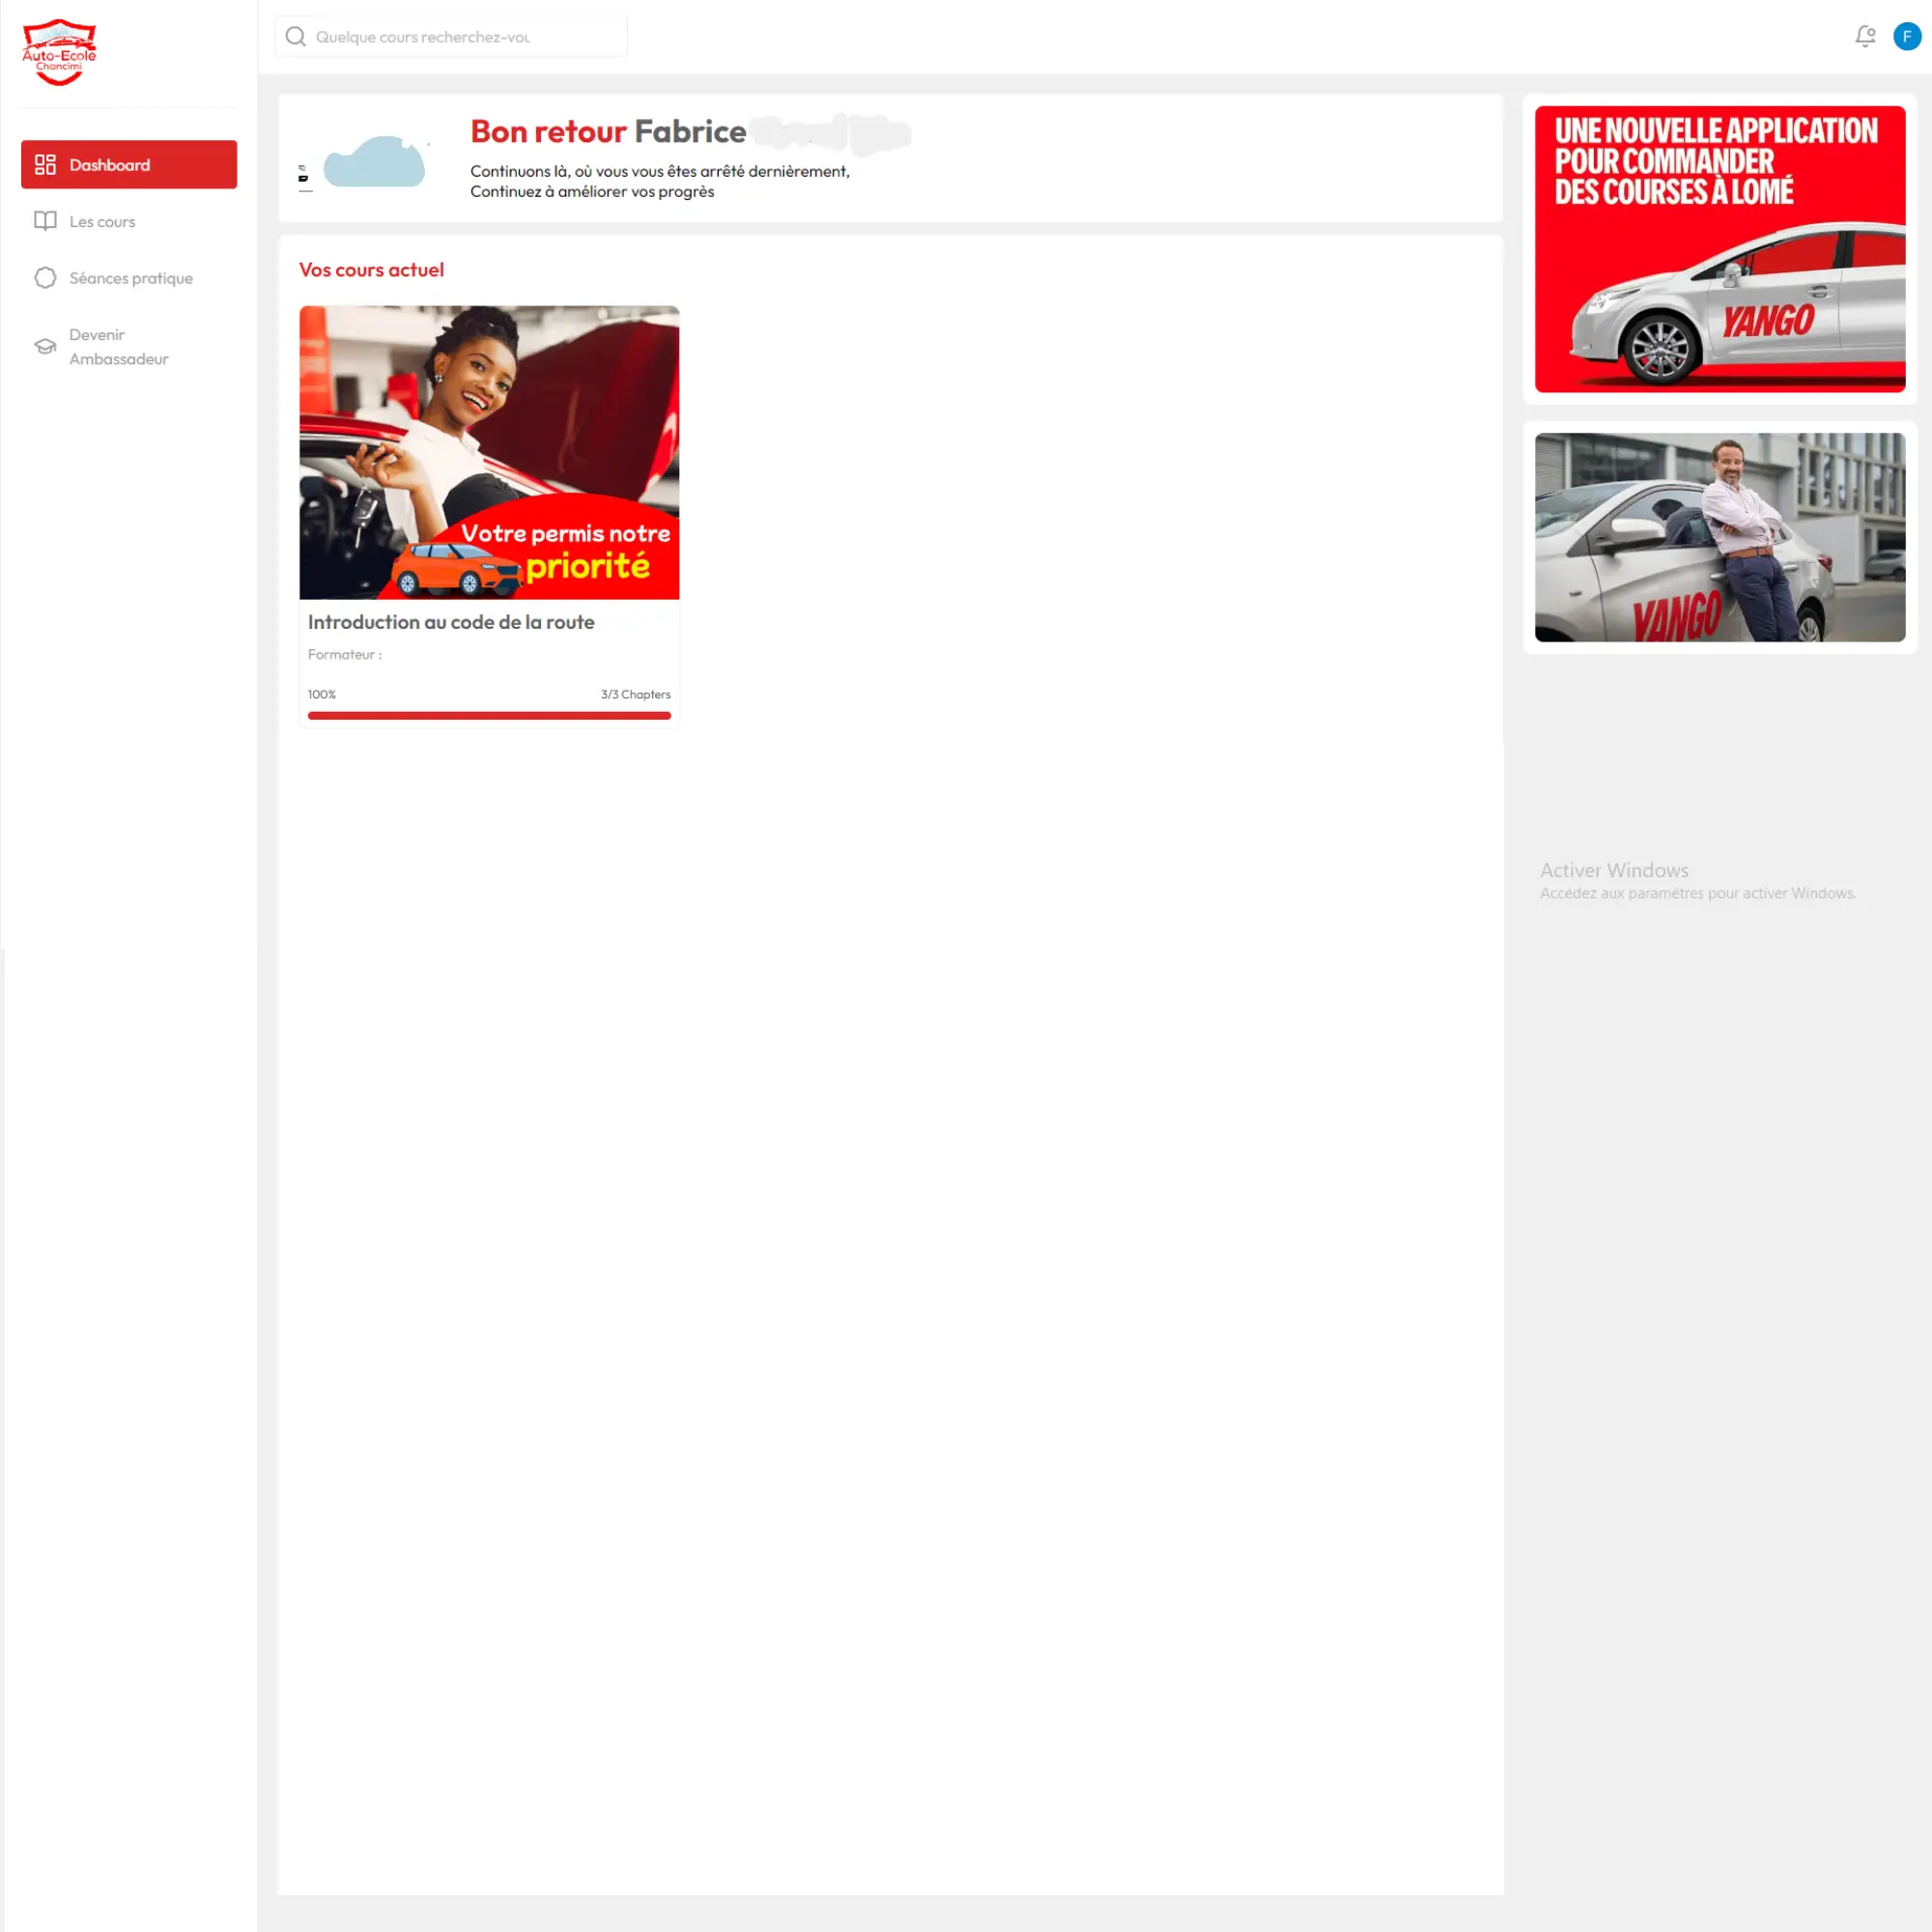 Auto-Ecole
Chancimi
Dashboard
Les cours
Séances pratique
Devenir
Ambassadeur
Quelque cours recherchez-vou
F
Bon retour Fabrice
Continuons là, où vous vous êtes arrêté dernièrement,
Continuez à améliorer vos progrès
Vos cours actuel
Votre permis notre
priorité
Introduction au code de la route
Formateur :
100%
3/3 Chapters
UNE NOUVELLE APPLICATION
POUR COMMANDER
DES COURSES À LOMÉ
YANGO
YANGO
Activer Windows
Accédez aux paramètres pour activer Windows.